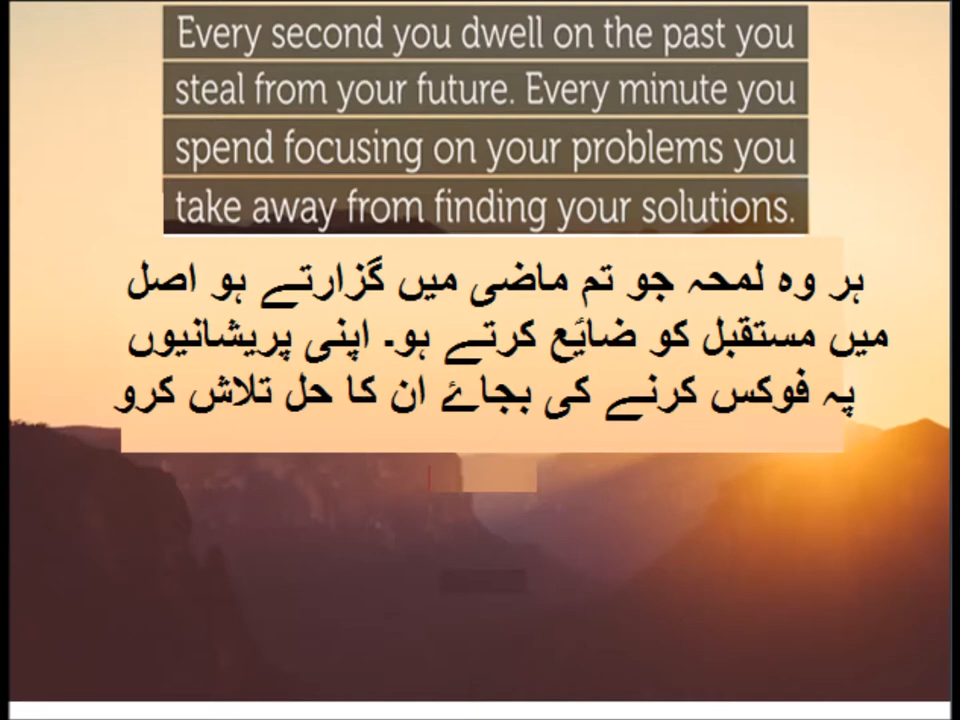 Every second you dwell on the past you
steal from your future. Every minute you
spend focusing on your problems you
take away from finding your solutions.
ہر وہ لمحہ جو تم ماضی میں گزارتے ہو اصل
میں مستقبل کو ضائع کرتے ہو۔ اپنی پریشانیوں
پہ فوکس کرنے کی بجاۓ ان کا حل تلاش کرو